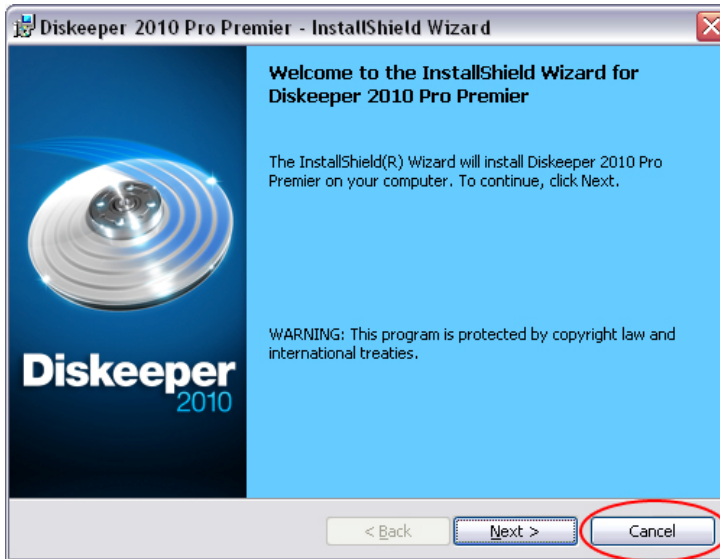 Diskeeper 2010 Pro Premier - InstallShield Wizard
Welcome to the InstallShield Wizard for
Diskeeper 2010 Pro Premier
The InstallShield(R) Wizard will install Diskeeper 2010 Pro
Premier on your computer. To continue, click Next.
WARNING: This program is protected by copyright law and
international treaties.
Diskeeper
2010
< Back
Next >
Cancel